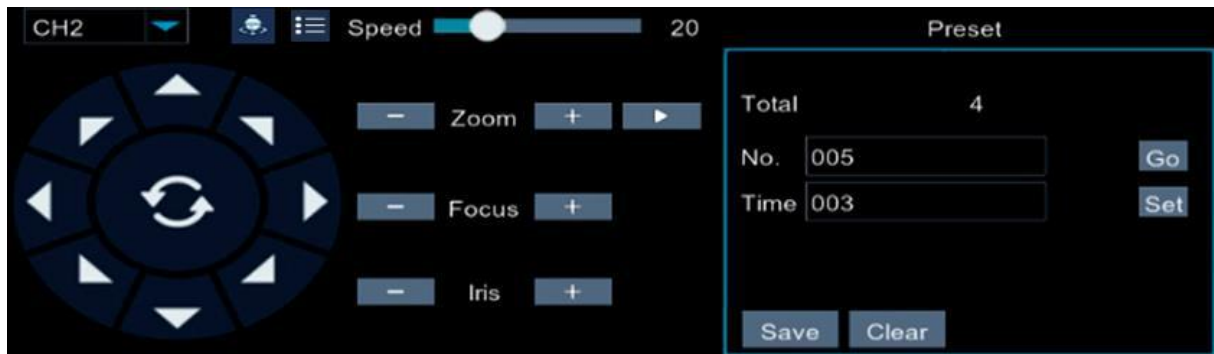 CH2 Speed 20 Preset
Total 4
Zoom
No. 005 Go
Focus Time 003 Set
Iris
Save Clear